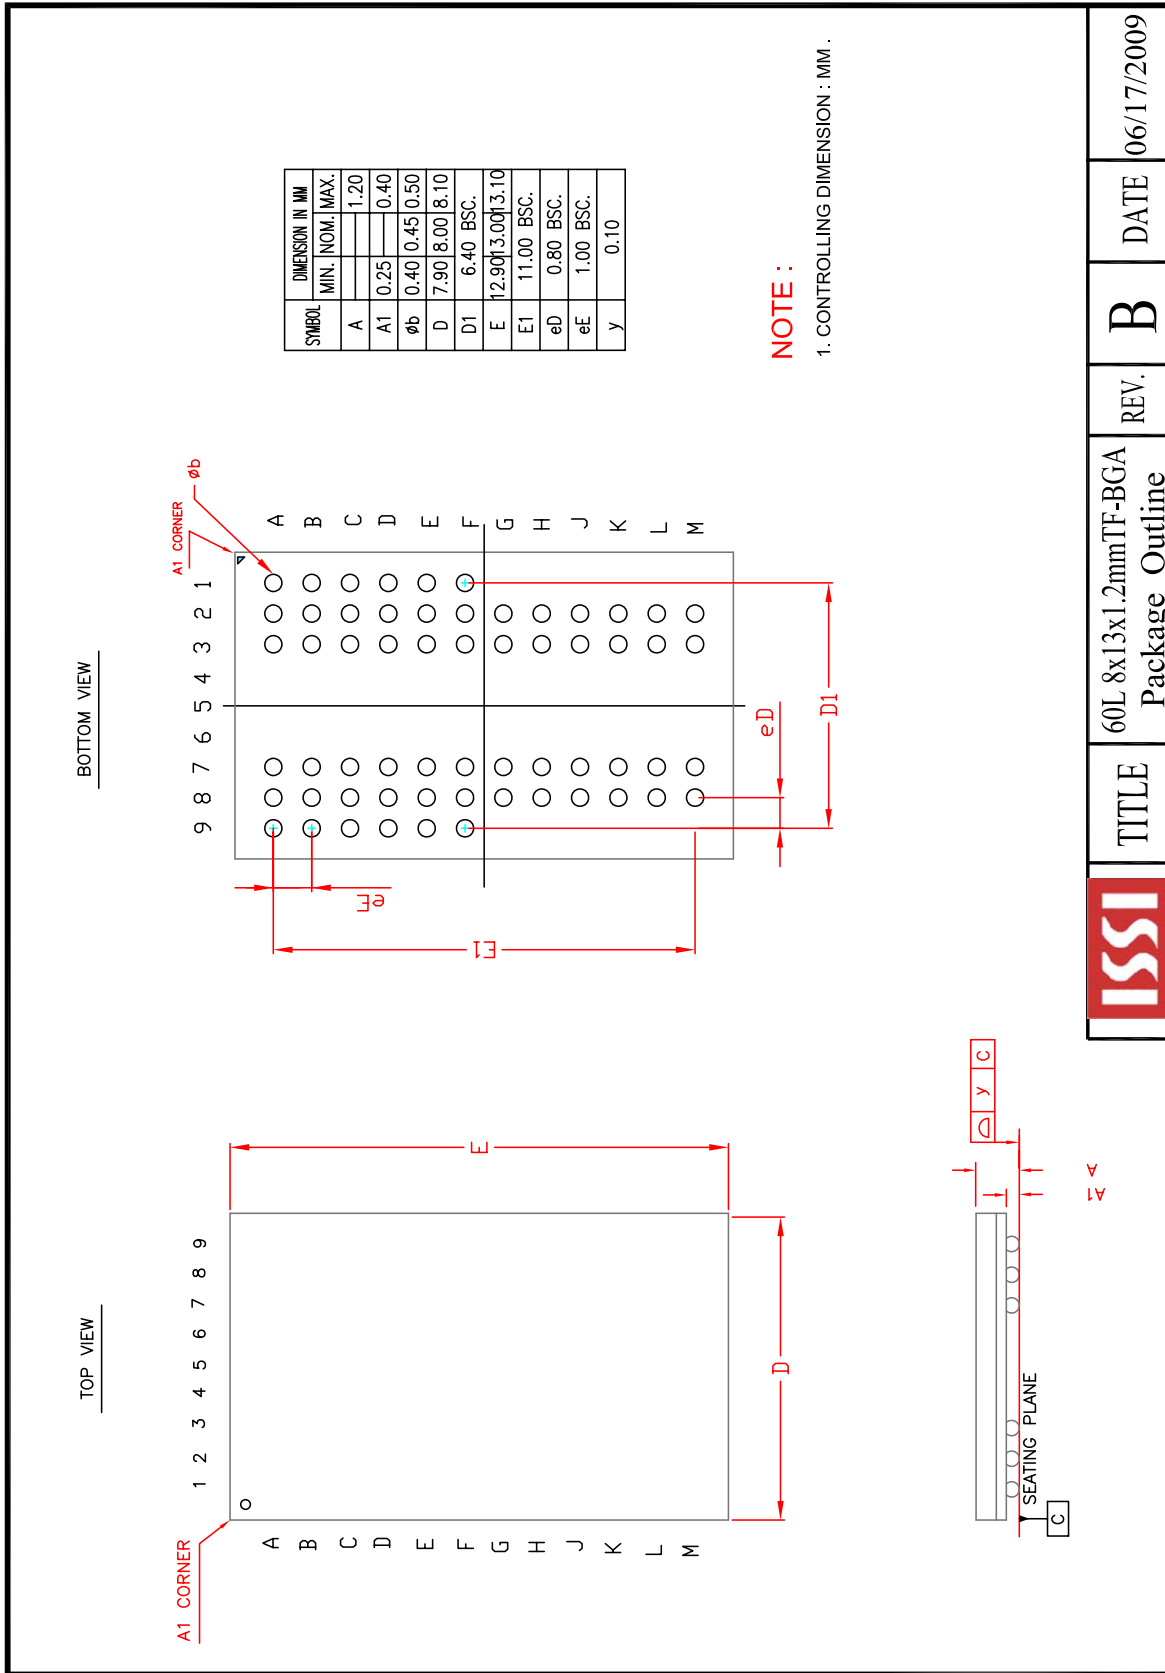 TOP VIEW
A1 CORNER
1 2 3 4 5 6 7 8 9
A
B
C
D
E
F
G
H
J
K
L
M
E
D
BOTTOM VIEW
A1 CORNER
øb
9 8 7 6 5 4 3 2 1
A
B
C
D
E
F
G
H
J
K
L
M
eE
E1
eD
D1
SYMBOL DIMENSION IN MM
MIN. NOM. MAX.
A 1.20
A1 0.25 0.40
øb 0.40 0.45 0.50
D 7.90 8.00 8.10
D1 6.40 BSC.
E 12.90 13.00 13.10
E1 11.00 BSC.
eD 0.80 BSC.
eE 1.00 BSC.
y 0.10
NOTE :
1. CONTROLLING DIMENSION : MM .
SEATING PLANE
C
y C
A
A1
ISSI
TITLE
60L 8x13x1.2mmTF-BGA
Package Outline
REV.
B
DATE
06/17/2009